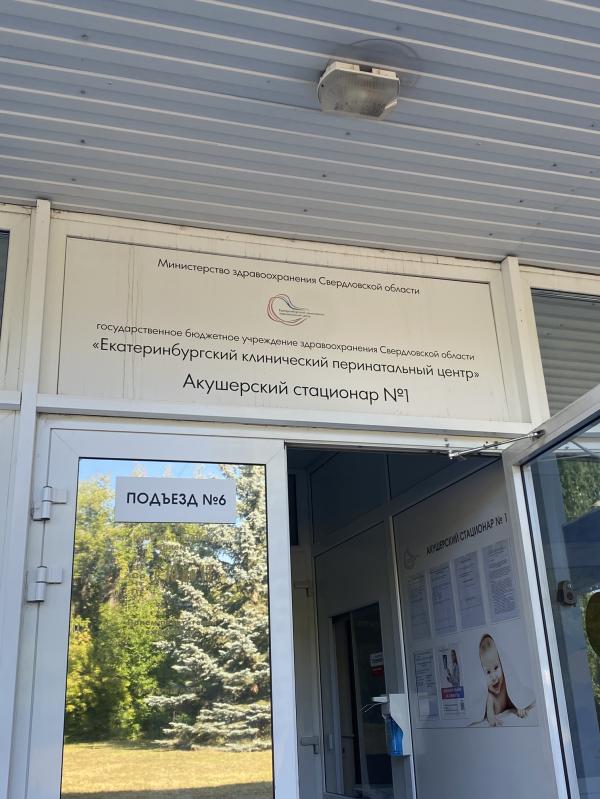 Министерство здравоохранения Свердловской области
государственное бюджетное учреждение здравоохранения Свердловской области
«Екатеринбургский клинический перинатальный центр»
Акушерский стационар №1
ПОДЪЕЗД №6
АКУШЕРСКИЙ СТАЦИОНАР № 1